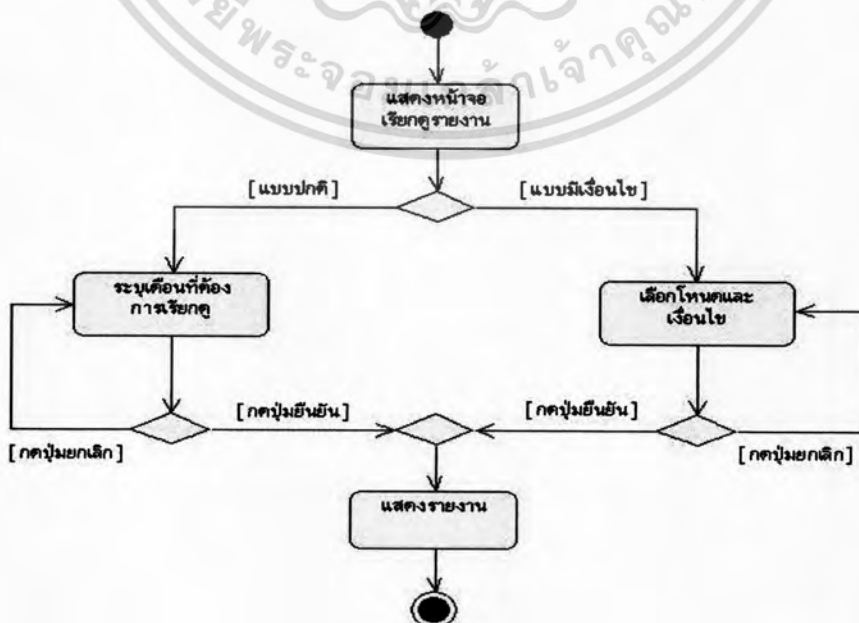 แสดงหน้าจอ
เรียกดูรายงาน
[แบบปกติ]
[แบบมีเงื่อนไข]
ระบุเดือนที่ต้อง
การเรียกดู
เลือกโหนดและ
เงื่อนไข
[กดปุ่มยืนยัน]
[กดปุ่มยืนยัน]
[กดปุ่มยกเลิก]
[กดปุ่มยกเลิก]
แสดงรายงาน